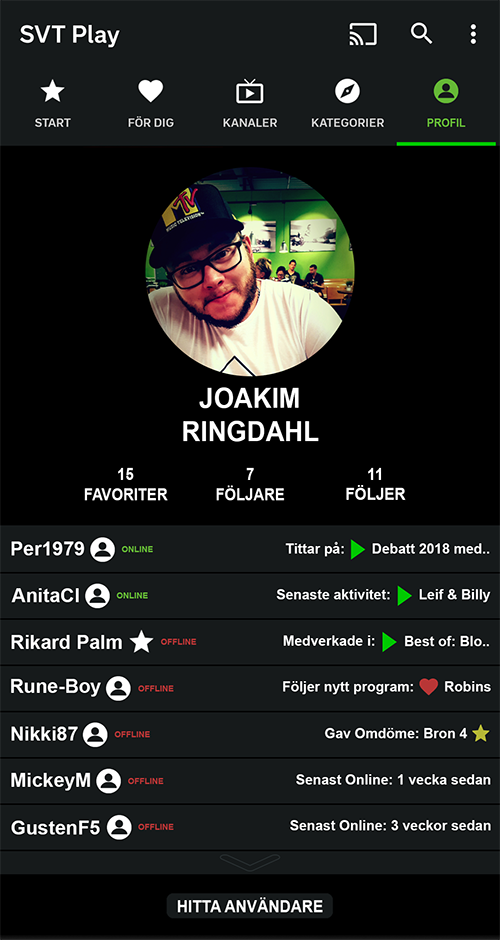 SVT Play
START FÖR DIG KANALER KATEGORIER PROFIL
MTV
MUSIC TELEVISION
JOAKIM
RINGDAHL
15 7 11
FAVORITER FÖLJARE FÖLJER
Per1979 ONLINE Tittar på: Debatt 2018 med..
AnitaCl ONLINE Senaste aktivitet: Leif & Billy
Rikard Palm OFFLINE Medverkade i: Best of: Blo..
Rune-Boy OFFLINE Följer nytt program: Robins
Nikki87 OFFLINE Gav Omdöme: Bron 4
MickeyM OFFLINE Senast Online: 1 vecka sedan
GustenF5 OFFLINE Senast Online: 3 veckor sedan
HITTA ANVÄNDARE